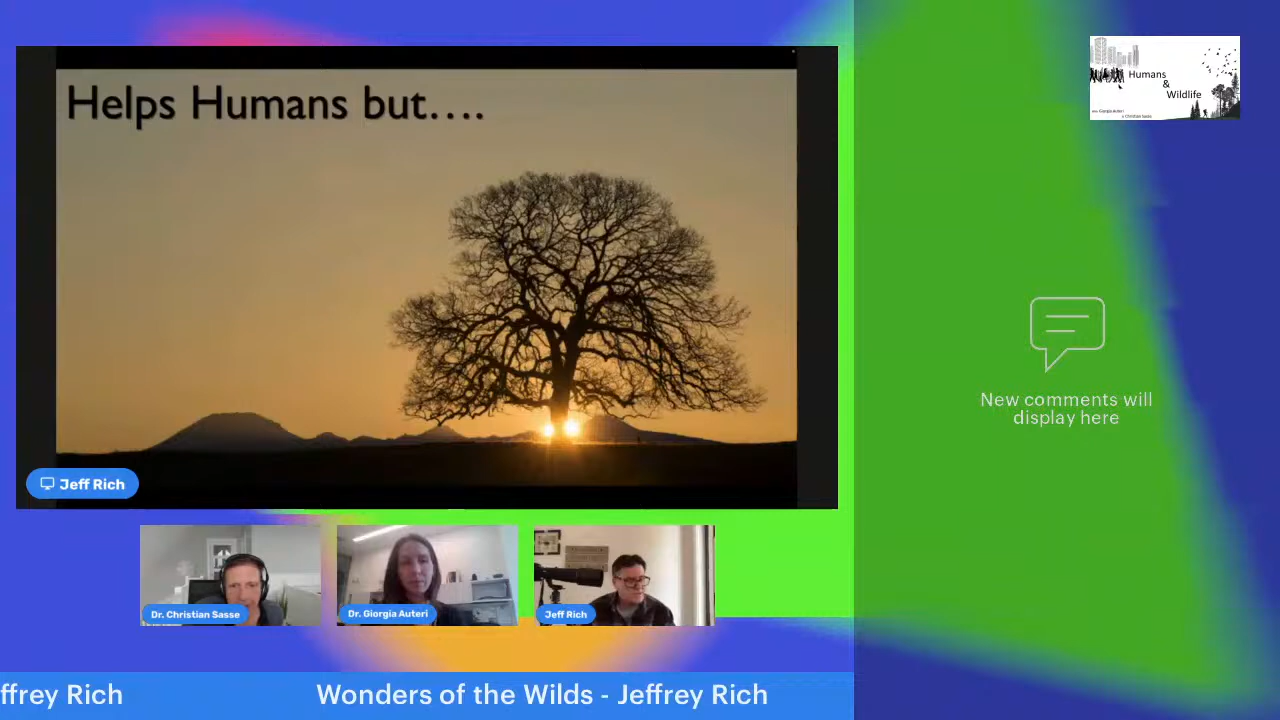 Helps Humans but....
Humans
&
Wildlife
New comments will
display here
Jeff Rich
Dr. Christian Sasse
Dr. Giorgia Auteri
Jeff Rich
ffrey Rich
Wonders of the Wilds - Jeffrey Rich